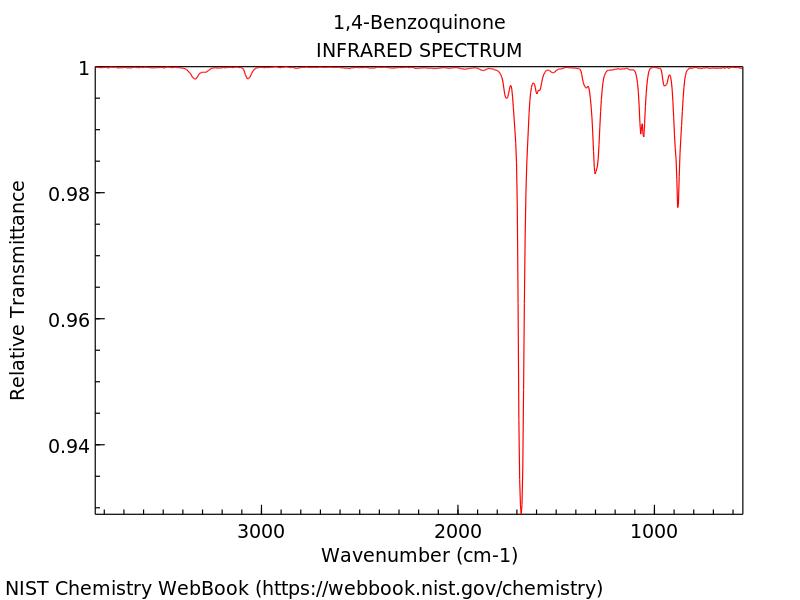 1,4-Benzoquinone
INFRARED SPECTRUM
1
0.98
0.96
0.94
Relative Transmittance
3000 2000 1000
Wavenumber (cm-1)
NIST Chemistry WebBook (https://webbook.nist.gov/chemistry)